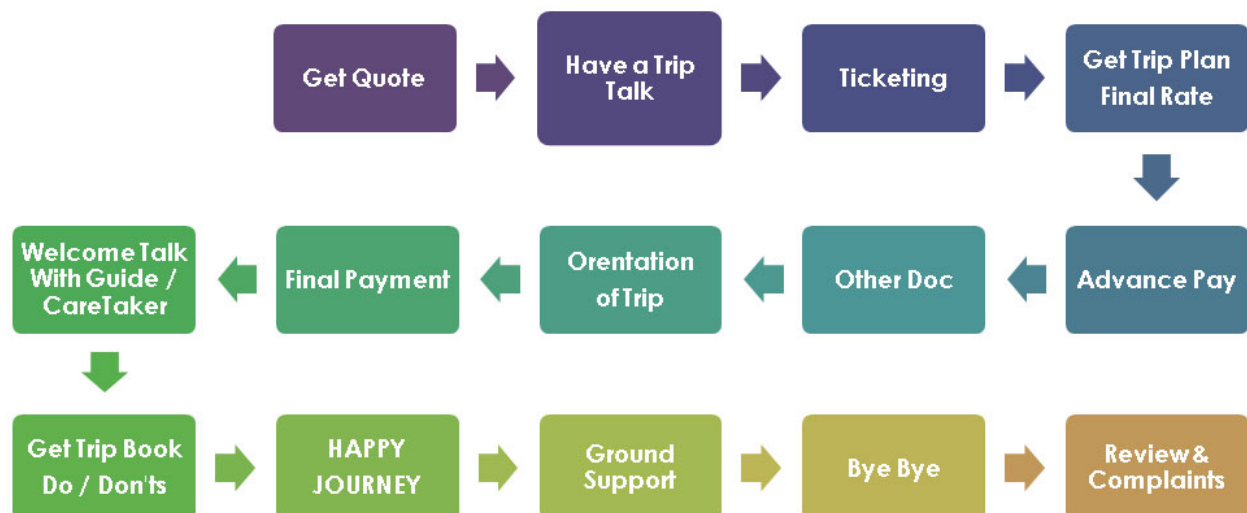 Get Quote
Have a Trip
Talk
Ticketing
Get Trip Plan
Final Rate
Advance Pay
Other Doc
Orentation
of Trip
Final Payment
Welcome Talk
With Guide /
CareTaker
Get Trip Book
Do / Don'ts
HAPPY
JOURNEY
Ground
Support
Bye Bye
Review &
Complaints